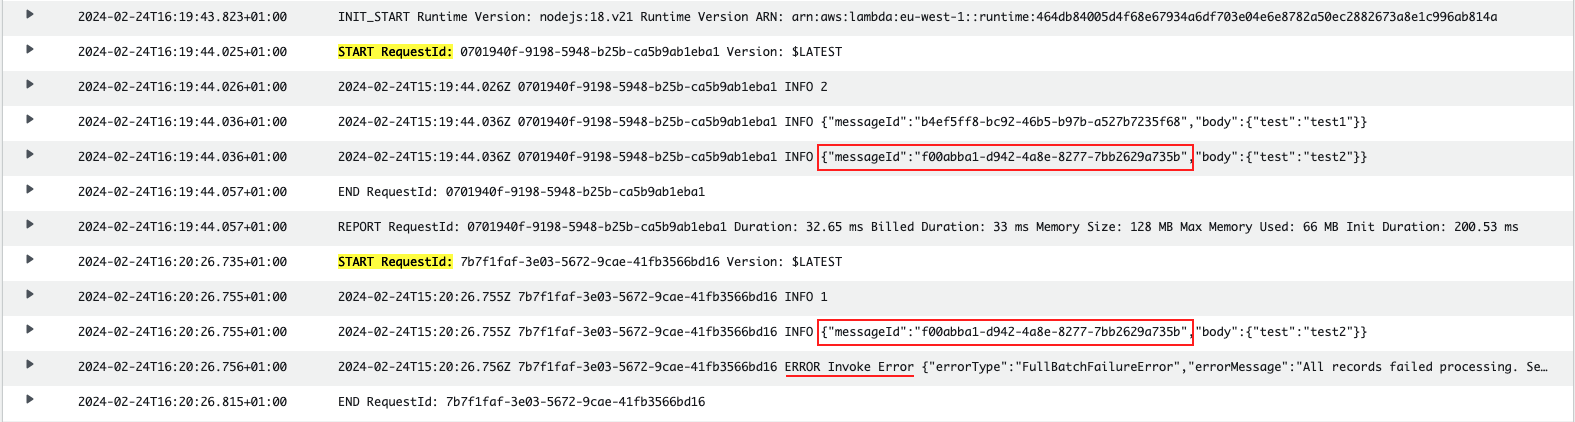 2024-02-24T16:19:43.823+01:00 INIT_START Runtime Version: nodejs:18.v21 Runtime Version ARN: arn:aws:lambda:eu-west-1::runtime:464db84005d4f68e67934a6df703e04e6e8782a50ec2882673a8e1c996ab814a
2024-02-24T16:19:44.025+01:00 START RequestId: 0701940f-9198-5948-b25b-ca5b9ab1eba1 Version: $LATEST
2024-02-24T16:19:44.026+01:00 2024-02-24T15:19:44.026Z 0701940f-9198-5948-b25b-ca5b9ab1eba1 INFO 2
2024-02-24T16:19:44.036+01:00 2024-02-24T15:19:44.036Z 0701940f-9198-5948-b25b-ca5b9ab1eba1 INFO {"messageId":"b4ef5ff8-bc92-46b5-b97b-a527b7235f68","body":{"test":"test1"}}
2024-02-24T16:19:44.036+01:00 2024-02-24T15:19:44.036Z 0701940f-9198-5948-b25b-ca5b9ab1eba1 INFO {"messageId":"f00abba1-d942-4a8e-8277-7bb2629a735b","body":{"test":"test2"}}
2024-02-24T16:19:44.057+01:00 END RequestId: 0701940f-9198-5948-b25b-ca5b9ab1eba1
2024-02-24T16:19:44.057+01:00 REPORT RequestId: 0701940f-9198-5948-b25b-ca5b9ab1eba1 Duration: 32.65 ms Billed Duration: 33 ms Memory Size: 128 MB Max Memory Used: 66 MB Init Duration: 200.53 ms
2024-02-24T16:20:26.735+01:00 START RequestId: 7b7f1faf-3e03-5672-9cae-41fb3566bd16 Version: $LATEST
2024-02-24T16:20:26.755+01:00 2024-02-24T15:20:26.755Z 7b7f1faf-3e03-5672-9cae-41fb3566bd16 INFO 1
2024-02-24T16:20:26.755+01:00 2024-02-24T15:20:26.755Z 7b7f1faf-3e03-5672-9cae-41fb3566bd16 INFO {"messageId":"f00abba1-d942-4a8e-8277-7bb2629a735b","body":{"test":"test2"}}
2024-02-24T16:20:26.756+01:00 2024-02-24T15:20:26.756Z 7b7f1faf-3e03-5672-9cae-41fb3566bd16 ERROR Invoke Error {"errorType":"FullBatchFailureError","errorMessage":"All records failed processing. Se…
2024-02-24T16:20:26.815+01:00 END RequestId: 7b7f1faf-3e03-5672-9cae-41fb3566bd16